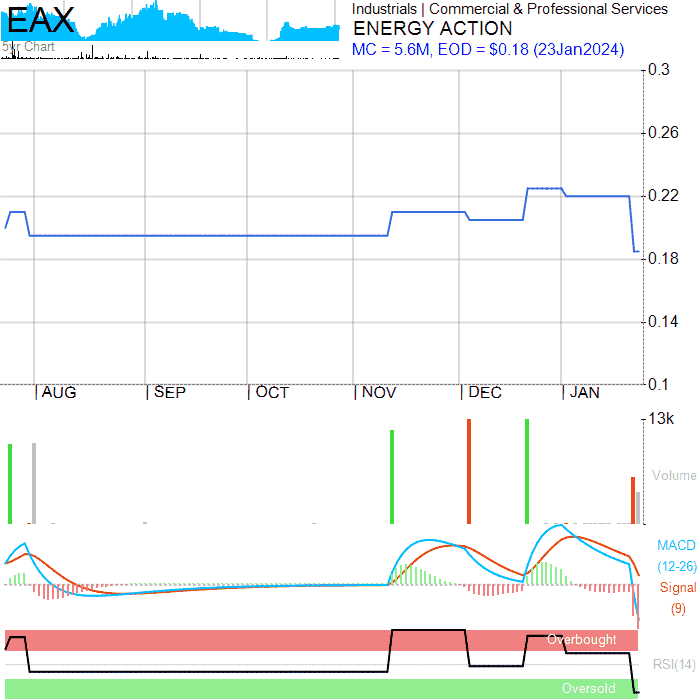 EAX
5yr Chart
Industrials | Commercial & Professional Services
ENERGY ACTION
MC = 5.6M, EOD = $0.18 (23Jan2024)
0.3
0.26
0.22
0.18
0.14
0.1
AUG SEP OCT NOV DEC JAN
13k
Volume
MACD
(12-26)
Signal
(9)
Overbought
RSI(14)
Oversold